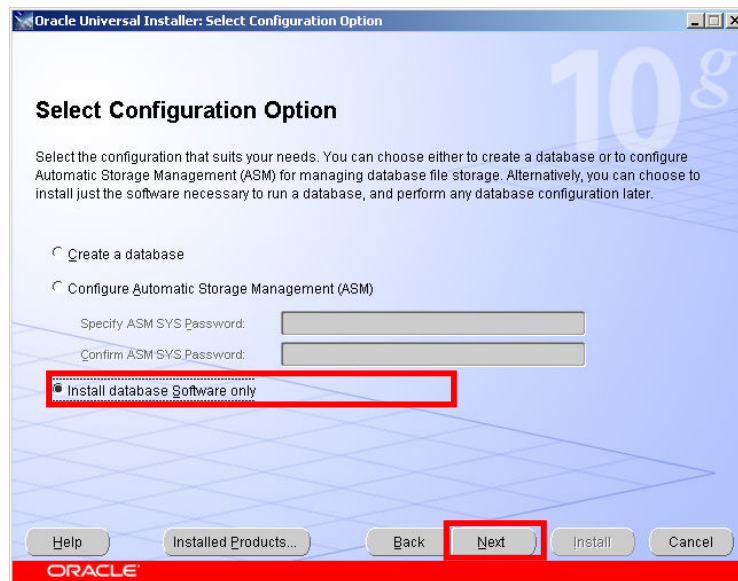 Oracle Universal Installer: Select Configuration Option
10g
Select Configuration Option
Select the configuration that suits your needs. You can choose either to create a database or to configure
Automatic Storage Management (ASM) for managing database file storage. Alternatively, you can choose to
install just the software necessary to run a database, and perform any database configuration later.
Create a database
Configure Automatic Storage Management (ASM)
Specify ASM SYS Password:
Confirm ASM SYS Password:
Install database Software only
Help Installed Products... Back Next Install Cancel
ORACLE